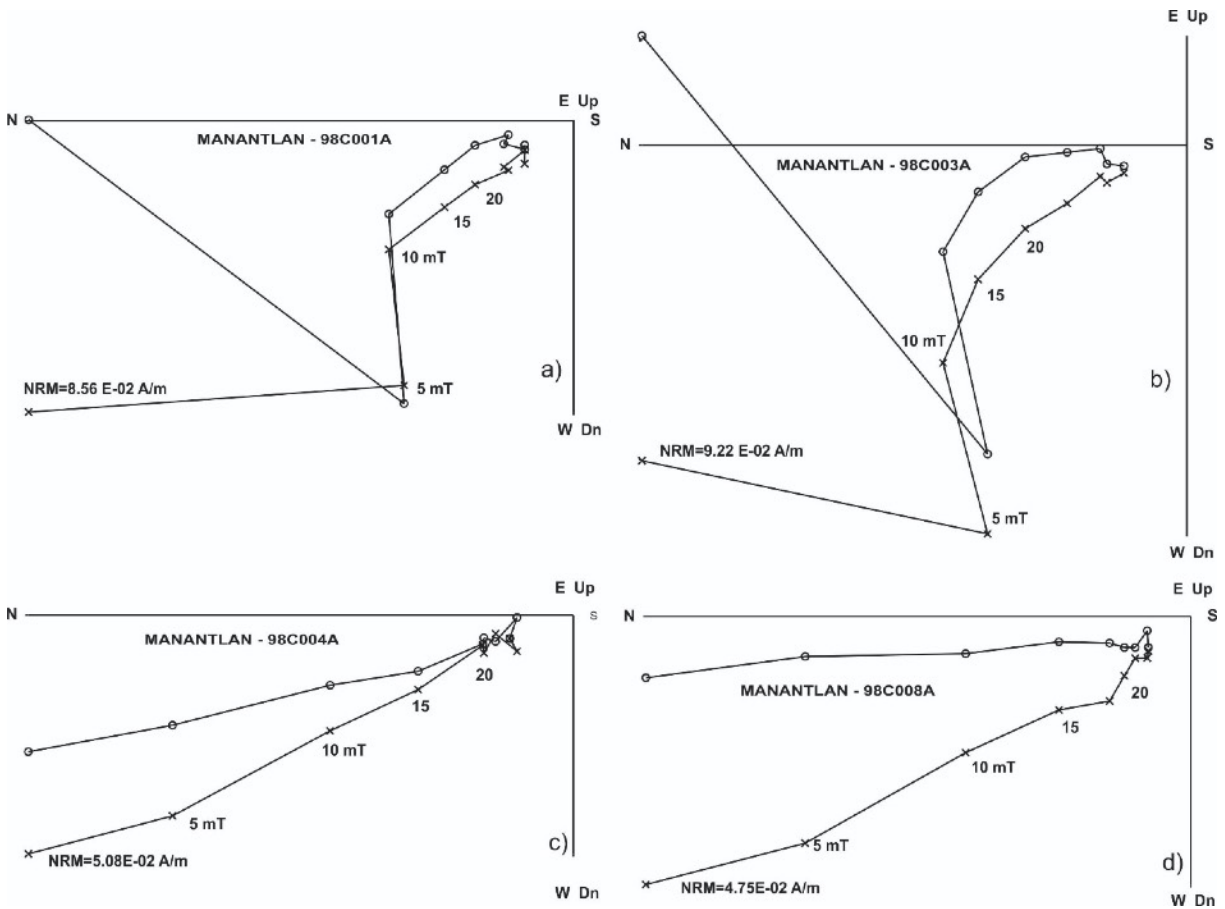 E Up
N
S
MANANTLAN - 98C001A
20
15
10 mT
5 mT
NRM=8.56 E-02 A/m
a)
W Dn
E Up
N
S
MANANTLAN - 98C003A
20
15
10 mT
NRM=9.22 E-02 A/m
5 mT
b)
W Dn
E Up
N
S
MANANTLAN - 98C004A
20
15
10 mT
5 mT
NRM=5.08E-02 A/m
c)
W Dn
E Up
N
S
MANANTLAN - 98C008A
20
15
10 mT
5 mT
NRM=4.75E-02 A/m
d)
W Dn